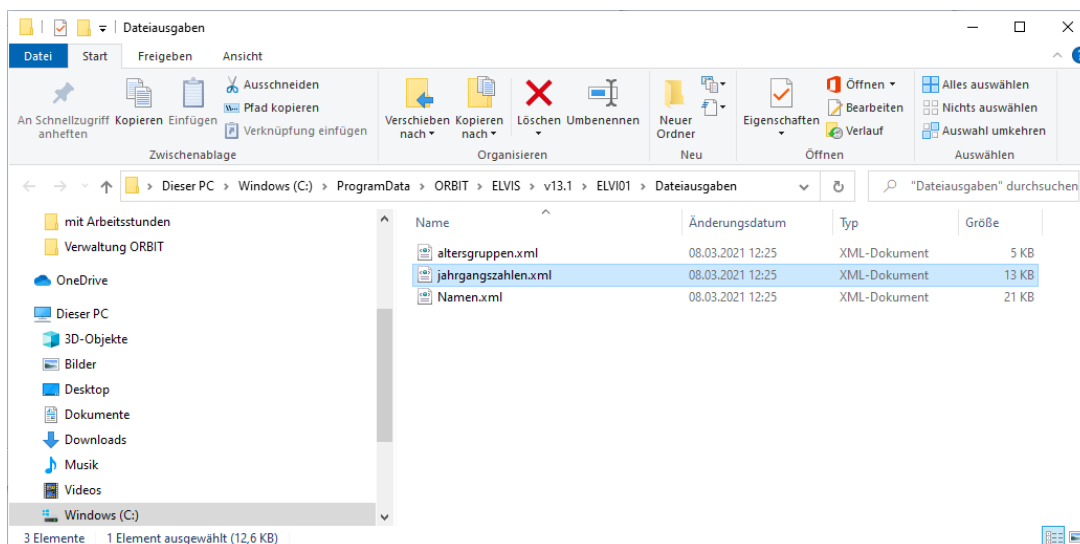 Dateiausgaben
Datei Start Freigeben Ansicht
An Schnellzugriff anheften Kopieren Einfügen Ausschneiden Pfad kopieren Verknüpfung einfügen
Verschieben nach Kopieren nach Löschen Umbenennen
Neuer Ordner
Eigenschaften Öffnen Bearbeiten Verlauf
Alles auswählen Nichts auswählen Auswahl umkehren
Zwischenablage Organisieren Neu Öffnen Auswählen
Dieser PC > Windows (C:) > ProgramData > ORBIT > ELVIS > v13.1 > ELVI01 > Dateiausgaben "Dateiausgaben" durchsuchen
mit Arbeitsstunden
Verwaltung ORBIT
OneDrive
Dieser PC
3D-Objekte
Bilder
Desktop
Dokumente
Downloads
Musik
Videos
Windows (C:)
Name Änderungsdatum Typ Größe
altersgruppen.xml 08.03.2021 12:25 XML-Dokument 5 KB
jahrgangszahlen.xml 08.03.2021 12:25 XML-Dokument 13 KB
Namen.xml 08.03.2021 12:25 XML-Dokument 21 KB
3 Elemente 1 Element ausgewählt (12,6 KB)